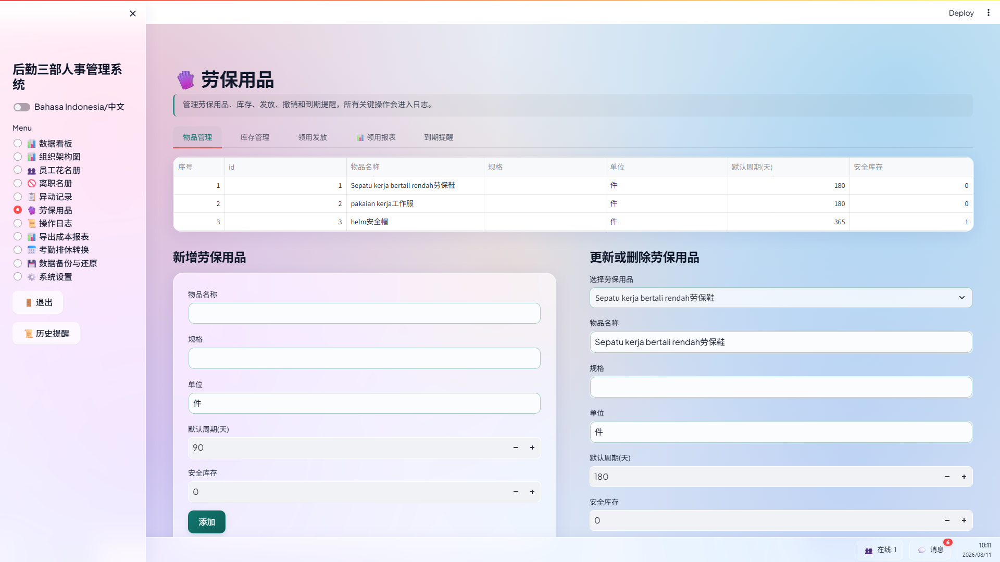 Deploy
后勤三部人事管理系
统
Bahasa Indonesia/中文
Menu
数据看板
组织架构图
员工花名册
离职名册
异动记录
劳保用品
操作日志
导出成本报表
考勤排休转换
数据备份与还原
系统设置
退出
历史提醒
劳保用品
管理劳保用品、库存、发放、撤销和到期提醒，所有关键操作会进入日志。
物品管理 库存管理 领用发放 领用报表 到期提醒
序号 id 物品名称 规格 单位 默认周期(天) 安全库存
1 1 Sepatu kerja bertali rendah劳保鞋 件 180 0
2 2 pakaian kerja工作服 件 180 0
3 3 helm安全帽 件 365 1
新增劳保用品
物品名称
规格
单位
件
默认周期(天)
90
安全库存
0
添加
更新或删除劳保用品
选择劳保用品
Sepatu kerja bertali rendah劳保鞋
物品名称
Sepatu kerja bertali rendah劳保鞋
规格
单位
件
默认周期(天)
180
安全库存
0
在线: 1
消息
6
10:11
2026/08/11